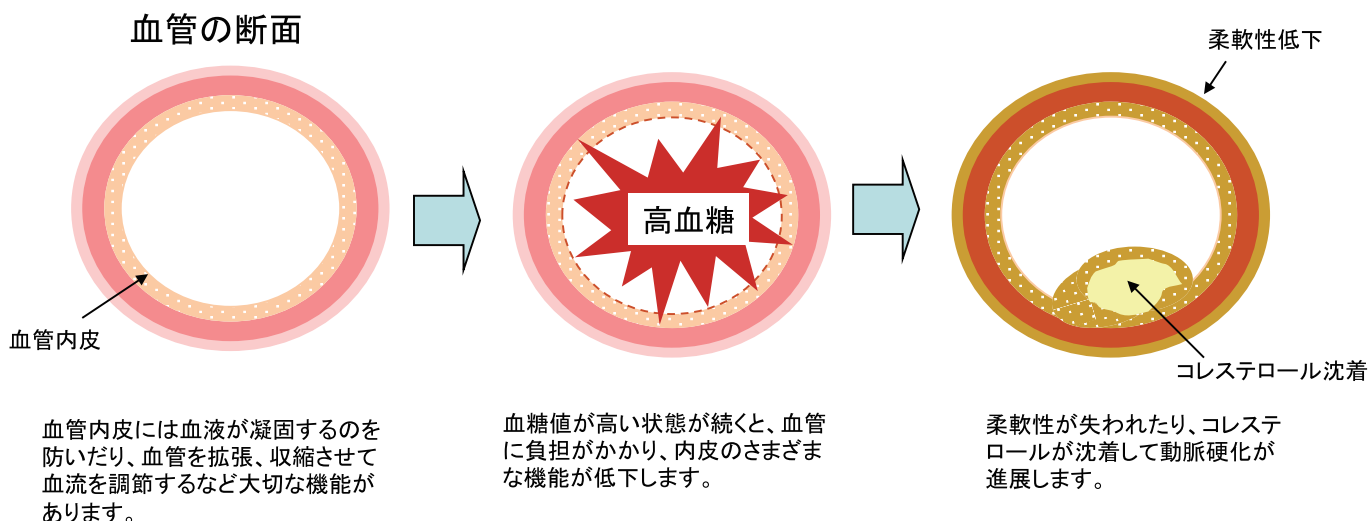 血管の断面
血管内皮
高血糖
柔軟性低下
コレステロール沈着
血管内皮には血液が凝固するのを
防いだり、血管を拡張、収縮させて
血流を調節するなど大切な機能が
あります。
血糖値が高い状態が続くと、血管
に負担がかかり、内皮のさまざま
な機能が低下します。
柔軟性が失われたり、コレステ
ロールが沈着して動脈硬化が
進展します。